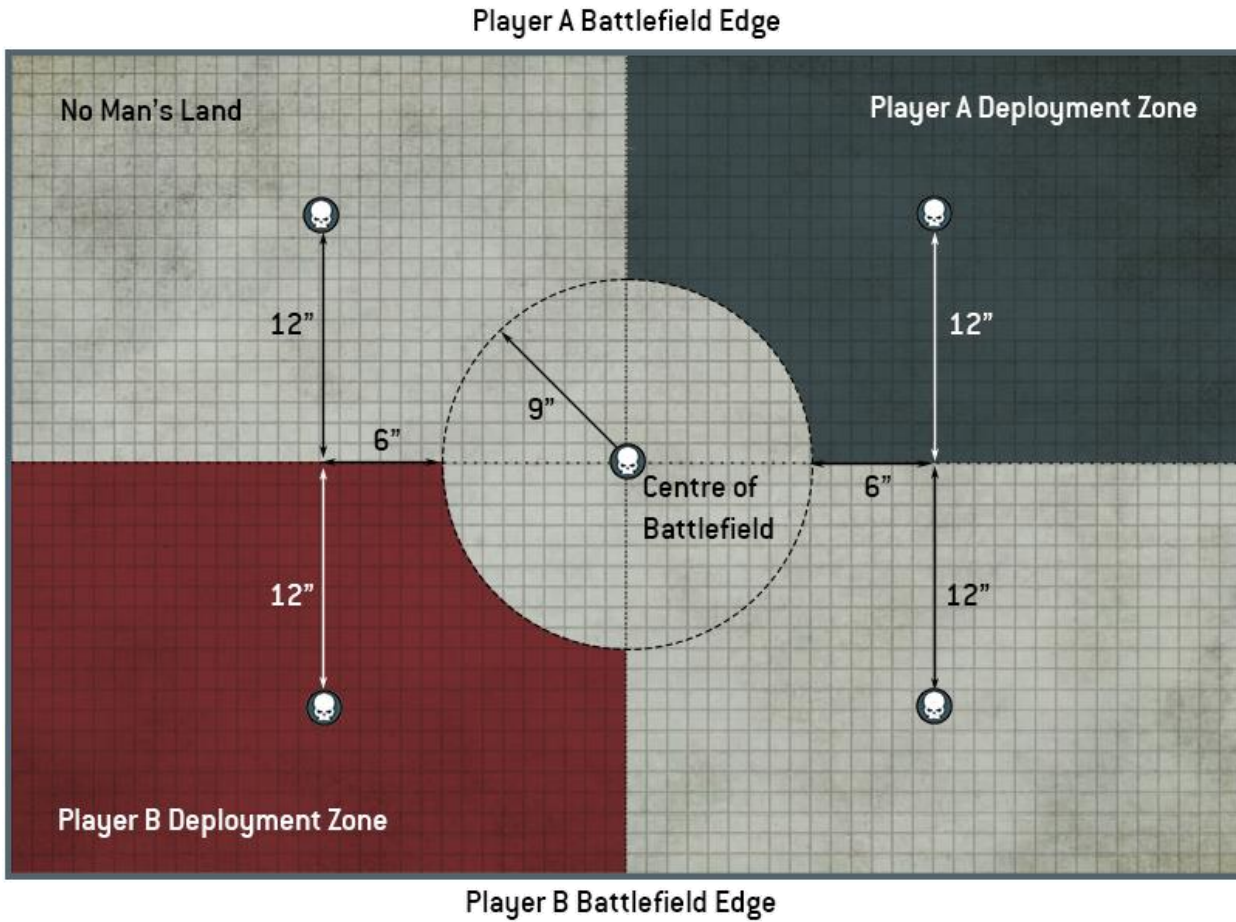 Player A Battlefield Edge
No Man’s Land
Player A Deployment Zone
12”
12”
9”
6”
6”
Centre of
Battlefield
12”
12”
Player B Deployment Zone
Player B Battlefield Edge